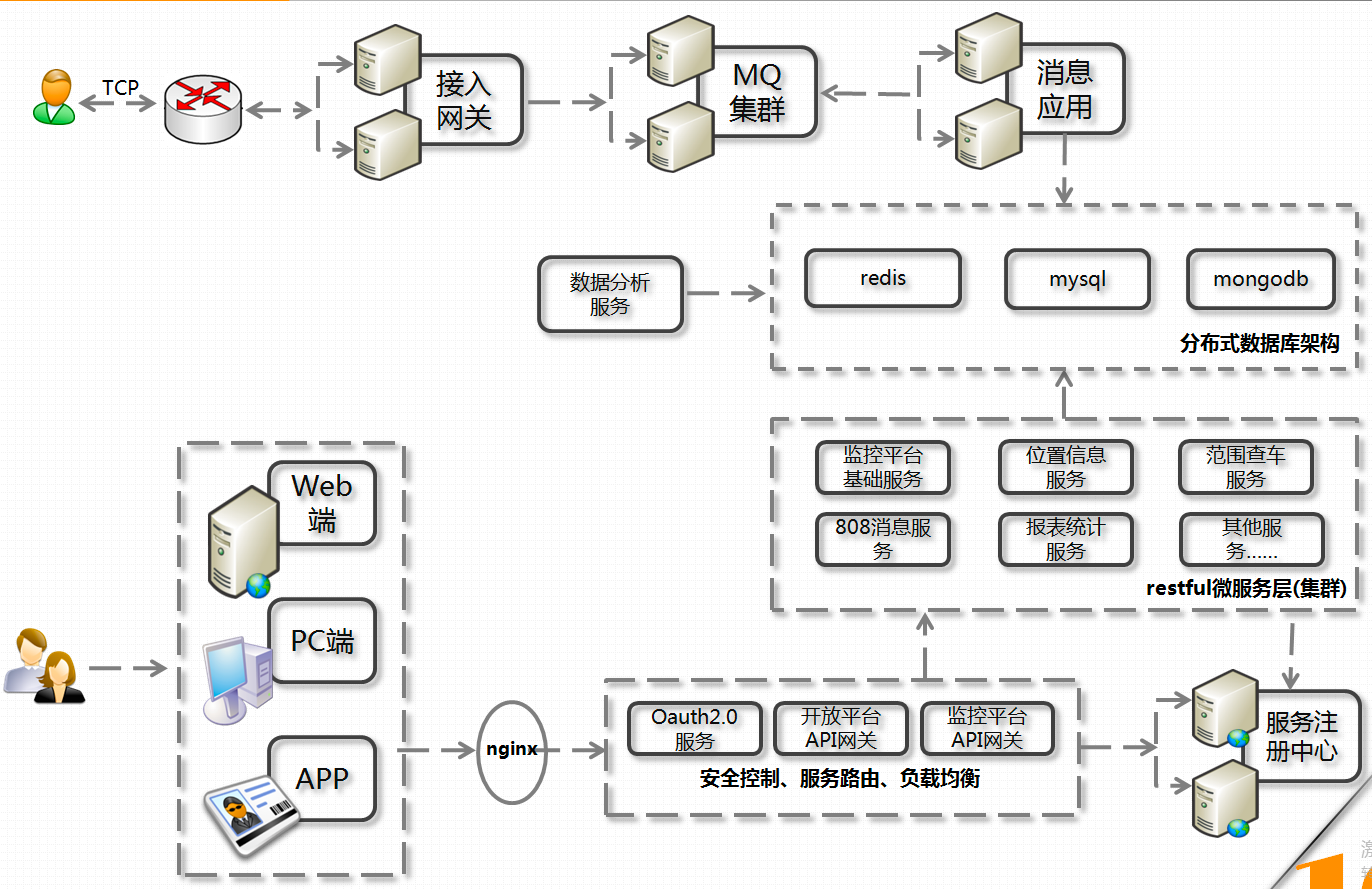 TCP
接入
网关
MQ
集群
消息
应用
数据分析
服务
redis
mysql
mongodb
分布式数据库架构
监控平台
基础服务
位置信息
服务
范围查车
服务
808消息服
务
报表统计
服务
其他服
务……
restful微服务层(集群)
Web
端
PC端
APP
nginx
Oauth2.0
服务
开放平台
API网关
监控平台
API网关
安全控制、服务路由、负载均衡
服务注
册中心